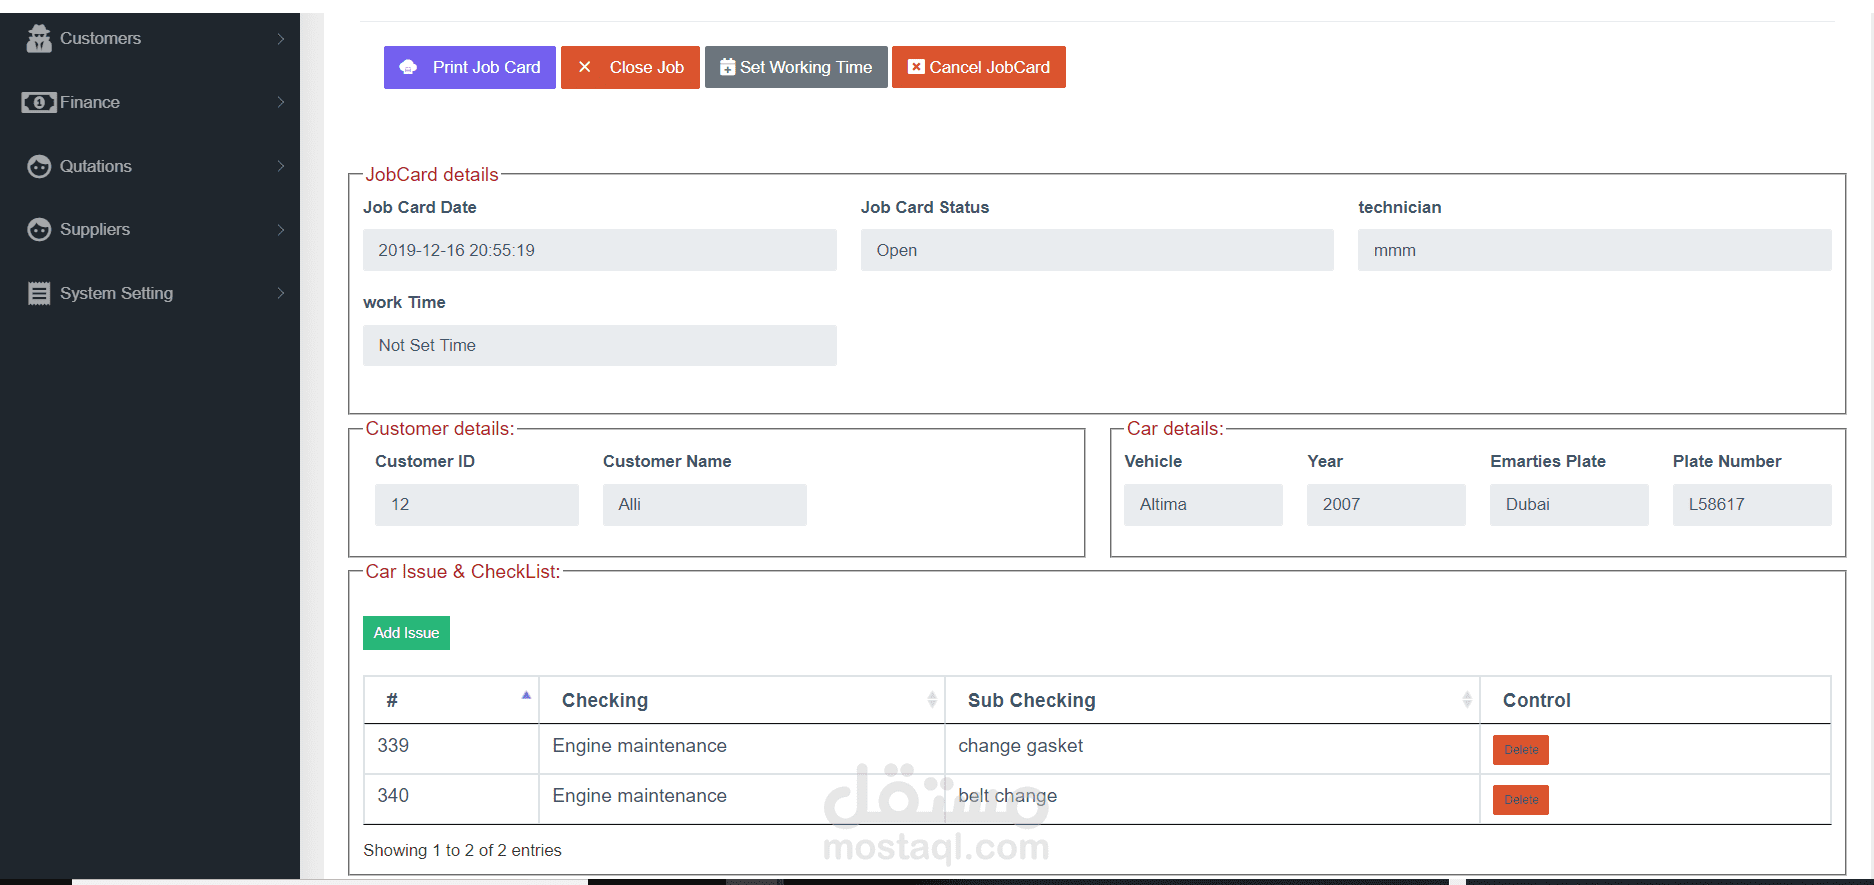 Customers
Finance
Qutations
Suppliers
System Setting
Print Job Card
Close Job
Set Working Time
Cancel JobCard
JobCard details
Job Card Date
Job Card Status
technician
2019-12-16 20:55:19
Open
mmm
work Time
Not Set Time
Customer details:
Customer ID
Customer Name
12
Alli
Car details:
Vehicle
Year
Emarties Plate
Plate Number
Altima
2007
Dubai
L58617
Car Issue & CheckList:
Add Issue
# Checking Sub Checking Control
339 Engine maintenance change gasket Delete
340 Engine maintenance belt change Delete
Showing 1 to 2 of 2 entries
مستقل
mostaql.com